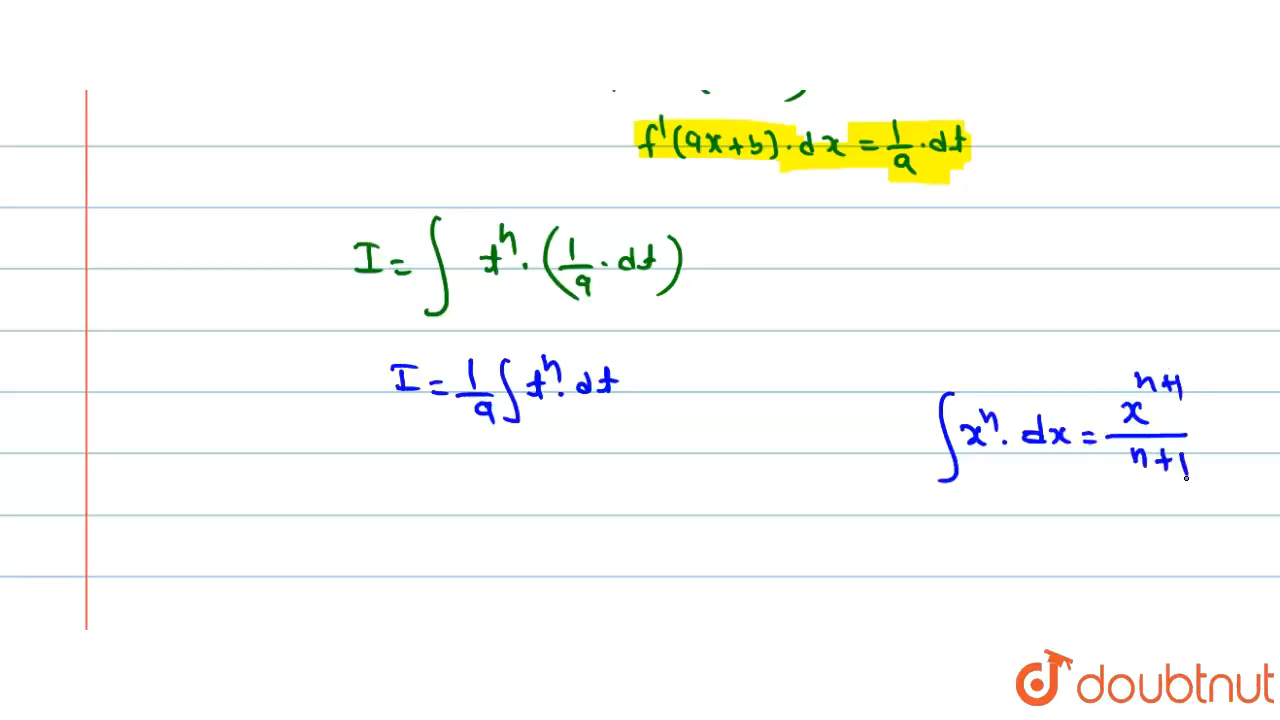 f'(ax+b)·dx = 1/a · dt
I = ∫ t^n · (1/a · dt)
I = 1/a ∫ t^n · dt
∫ x^n · dx = x^(n+1)/(n+1)
doubtnut